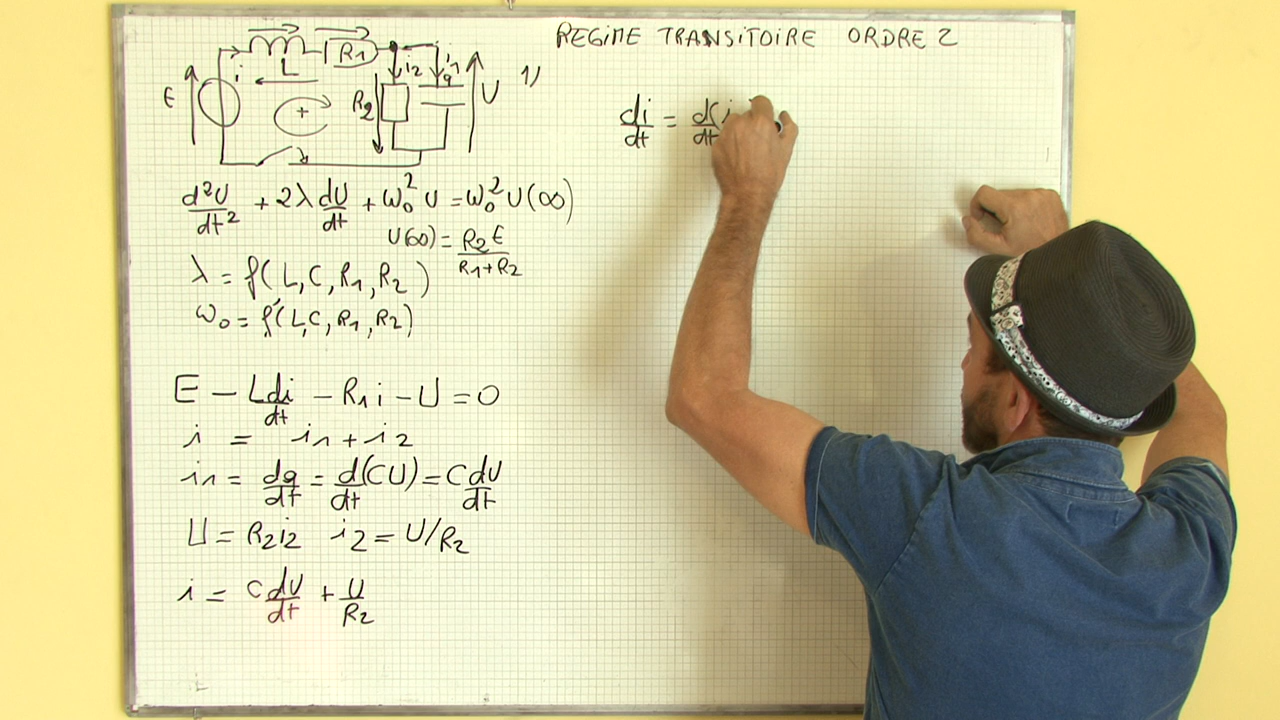 REGIME TRANSITOIRE ORDRE 2
L
R1
i
i2
i1
q
E
+
R2
U
1)
di/dt = d(i/dt
d²U/dt² + 2λ dU/dt + ω₀² U = ω₀² U(∞)
U(∞) = R2 E/R1+R2
λ = f(L, C, R1, R2)
ω₀ = f'(L, C, R1, R2)
E - L di/dt - R1 i - U = 0
i = i1 + i2
i1 = dq/dt = d/dt (CU) = C dU/dt
U = R2 i2 i2 = U/R2
i = C dU/dt + U/R2